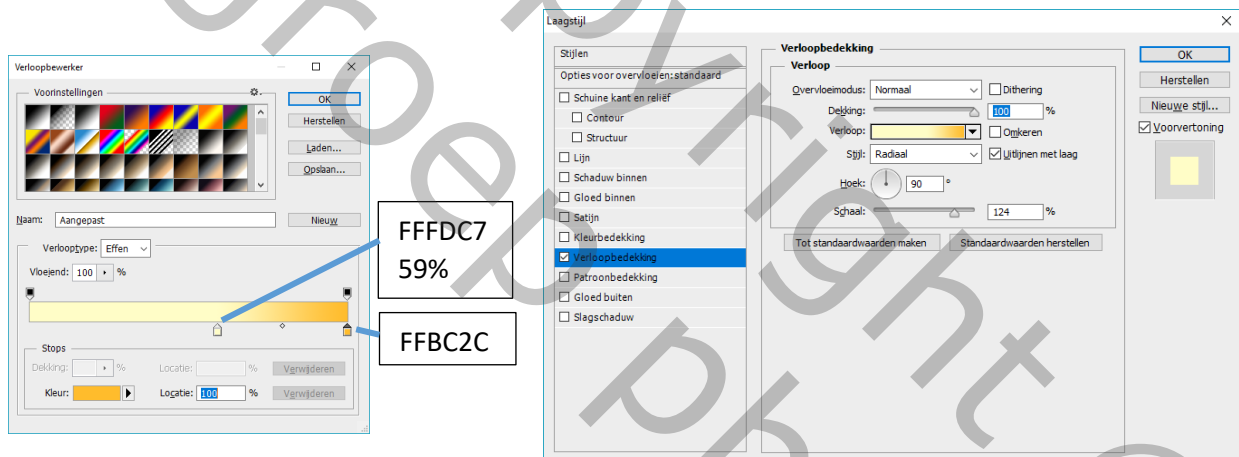 Verloopbewerker
Voorinstellingen
OK
Herstellen
Laden...
Opslaan...
Naam: Aangepast
Nieuw
Verlooptype: Effen
Vloeiend: 100 %
Stops
Dekking: %
Locatie: %
Verwijderen
Kleur:
Locatie: 100 %
Verwijderen
FFFDC7
59%
FFBC2C
Laagstijl
Stijlen
Opties voor overvloeien: standaard
Schuine kant en reliëf
Contour
Structuur
Lijn
Schaduw binnen
Gloed binnen
Satijn
Kleurbedekking
Verloopbedekking
Patroonbedekking
Gloed buiten
Slagschaduw
Verloopbedekking
Verloop
Overvloeimodus: Normaal
Dithering
Dekking: 100 %
Verloop:
Omkeren
Stijl: Radiaal
Uitlijnen met laag
Hoek: 90 °
Schaal: 124 %
Tot standaardwaarden maken
Standaardwaarden herstellen
OK
Herstellen
Nieuwe stijl...
Voorvertoning